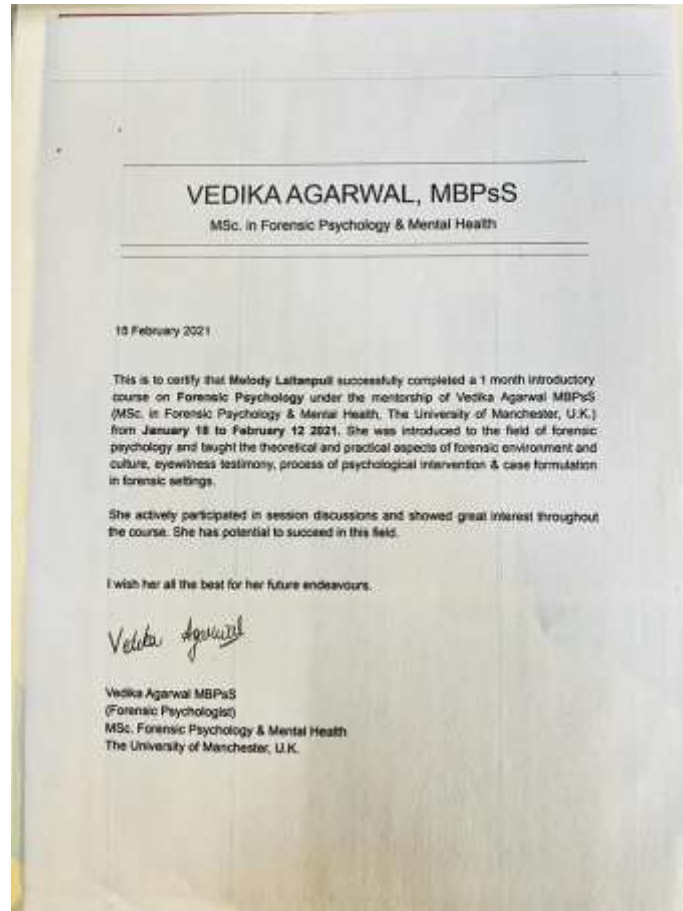 VEDIKA AGARWAL, MBPsS
MSc. in Forensic Psychology & Mental Health
February 2021
This is to certify that Melody successfully completed a 1 month introductory
course on Forensic Psychology under the mentorship of Vedika Agarwal MBPsS
(MSc. in Forensic Psychology & Mental Health, The University of Manchester, U.K.)
from January 18 to February 12 2021. She was introduced to the field of forensic
psychology and taught the theoretical and practical aspects of forensic environment and
culture, eyewitness testimony, process of psychological intervention & case formulation
in forensic settings.
She actively participated in session discussions and showed great interest throughout
the course. She has potential to succeed in this field.
I wish her all the best for her future endeavours.
Vedika Agarwal
Vedika Agarwal MBPsS
(Forensic Psychologist)
MSc. Forensic Psychology & Mental Health
The University of Manchester, U.K.